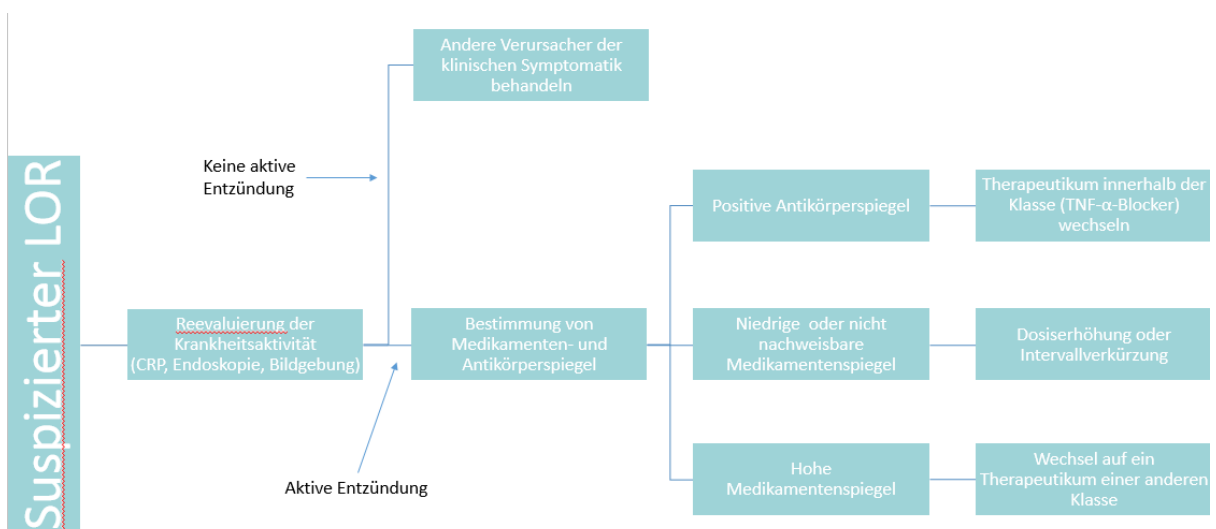 Suspizierter LOR
Reevaluierung der
Krankheitsaktivität
(CRP, Endoskopie, Bildgebung)
Keine aktive
Entzündung
Andere Verursacher der
klinischen Symptomatik
behandeln
Aktive Entzündung
Bestimmung von
Medikamenten- und
Antikörperspiegel
Positive Antikörperspiegel
Therapeutikum innerhalb der
Klasse (TNF-α-Blocker)
wechseln
Niedrige oder nicht
nachweisbare
Medikamentenspiegel
Dosiserhöhung oder
Intervallverkürzung
Hohe
Medikamentenspiegel
Wechsel auf ein
Therapeutikum einer anderen
Klasse